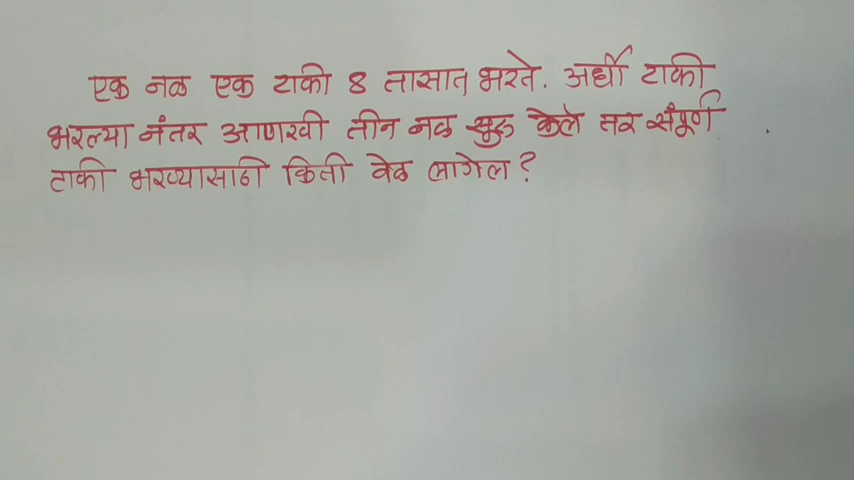 एक नळ एक टाकी 8 तासात भरते. अर्धी टाकी
भरल्या नंतर आणखी तीन नळ सुरु केले तर संपूर्ण
टाकी भरण्यासाठी किती वेळ लागेल?